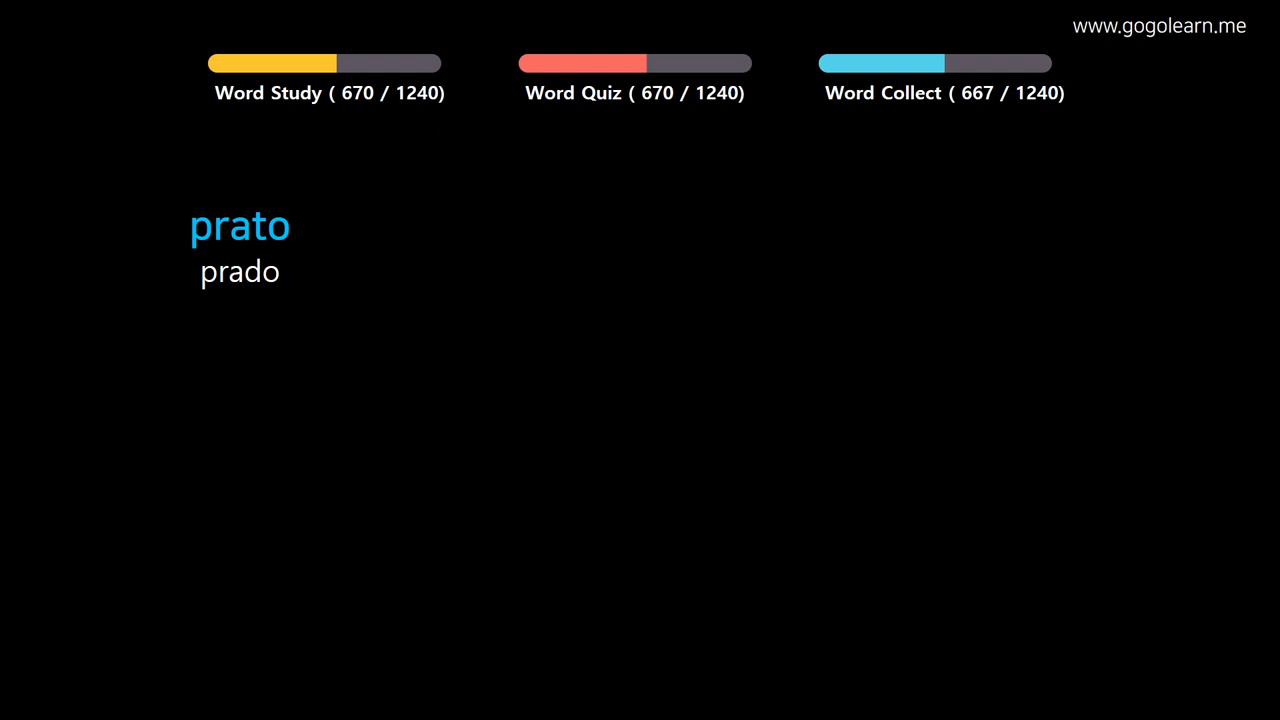 www.gogolearn.me
Word Study ( 670 / 1240)
Word Quiz ( 670 / 1240)
Word Collect ( 667 / 1240)
prato
prado